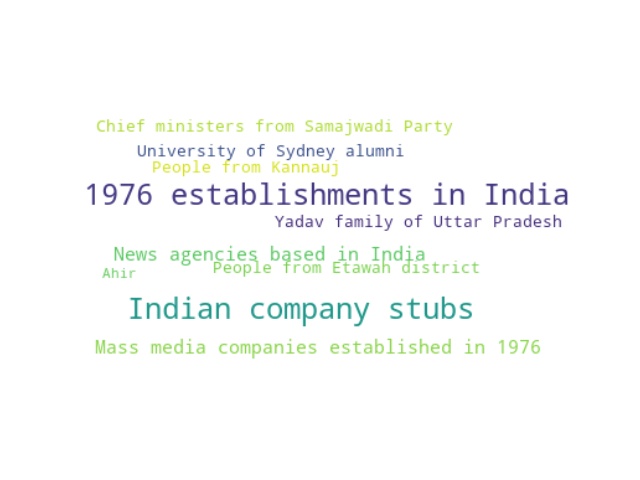 Chief ministers from Samajwadi Party
University of Sydney alumni
People from Kannauj
1976 establishments in India
Yadav family of Uttar Pradesh
News agencies based in India
People from Etawah district
Ahir
Indian company stubs
Mass media companies established in 1976